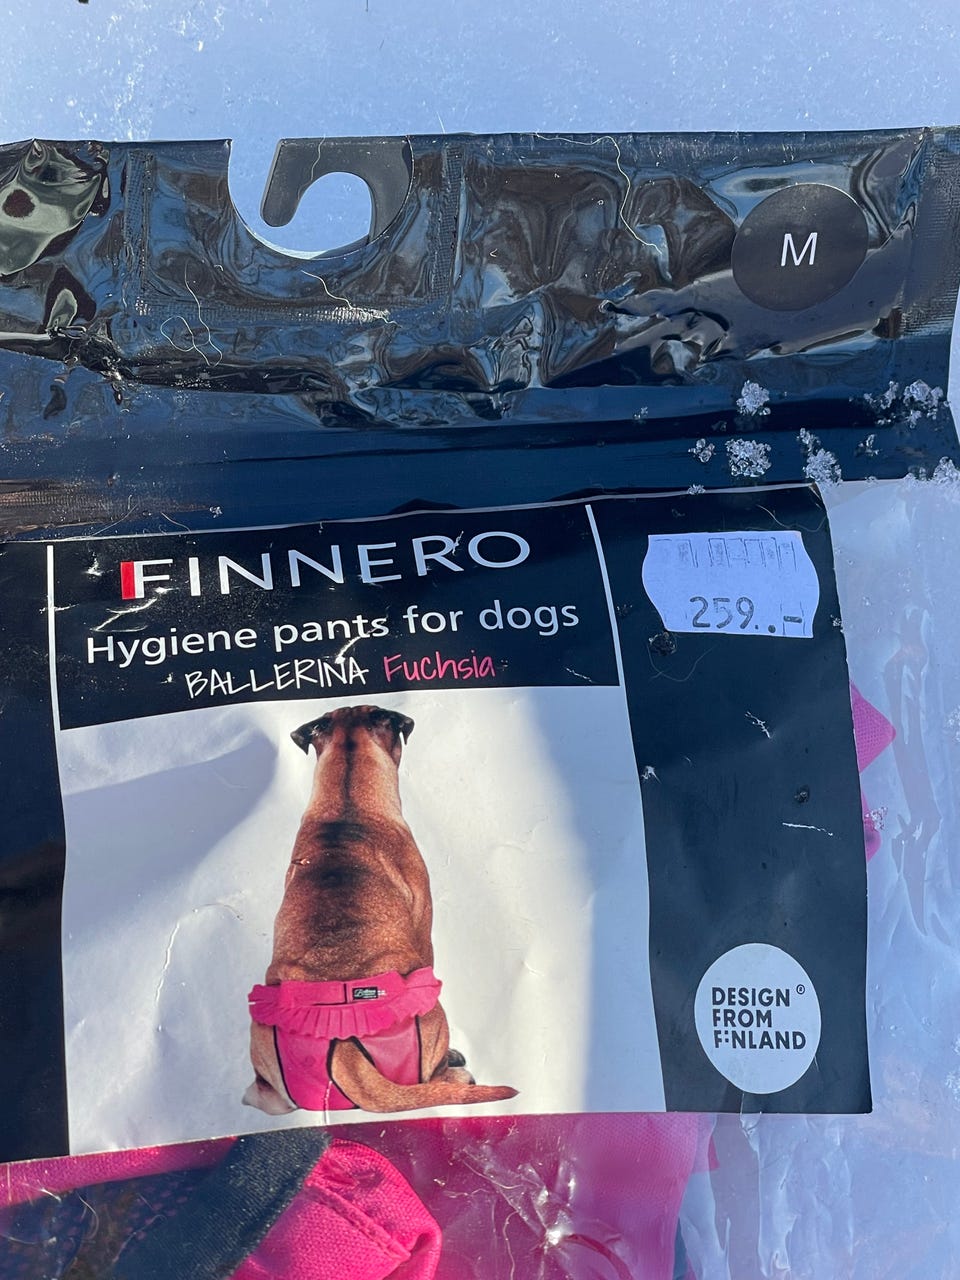 M
FINNERO
Hygiene pants for dogs
BALLERINA Fuchsia
259.-
DESIGN ®
FROM
FINLAND